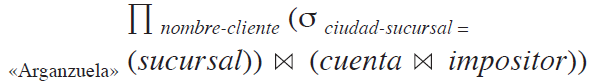 ∏ nombre-cliente (σ ciudad-sucursal =
«Arganzuela» (sucursal)) ⋈ (cuenta ⋈ impositor))